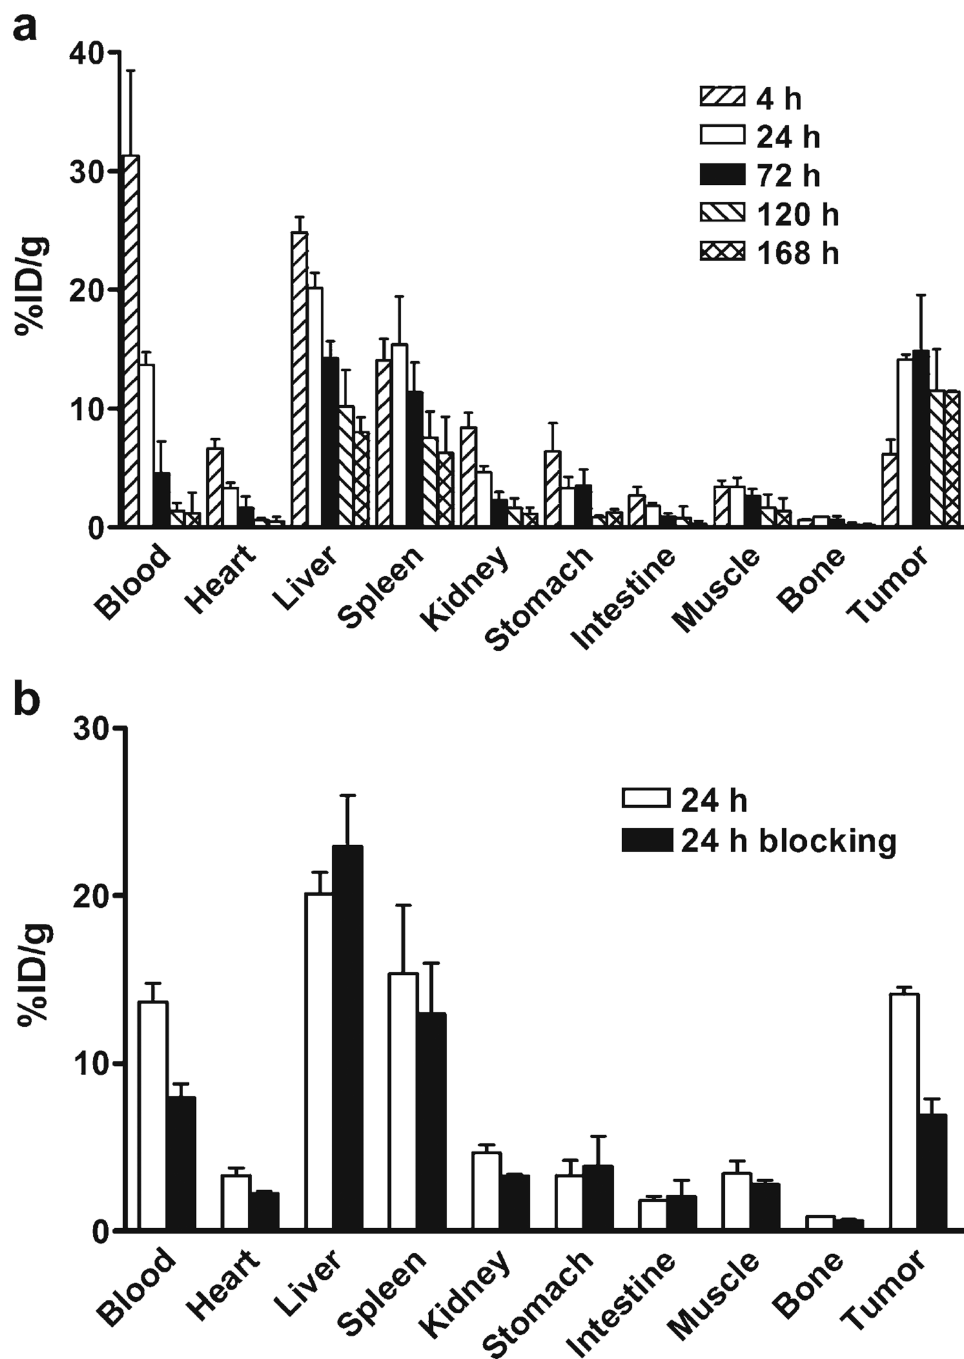 a
40
30
20
10
0
%ID/g
4 h
24 h
72 h
120 h
168 h
Blood
Heart
Liver
Spleen
Kidney
Stomach
Intestine
Muscle
Bone
Tumor
b
30
20
10
0
%ID/g
24 h
24 h blocking
Blood
Heart
Liver
Spleen
Kidney
Stomach
Intestine
Muscle
Bone
Tumor